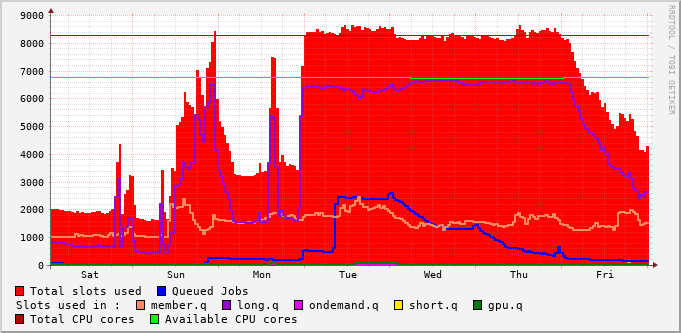 9000
8000
7000
6000
5000
4000
3000
2000
1000
0
Sat Sun Mon Tue Wed Thu Fri
Total slots used Queued Jobs
Slots used in : member.q long.q ondemand.q short.q gpu.q
Total CPU cores Available CPU cores
RRDTOOL / TOBI OETIKER